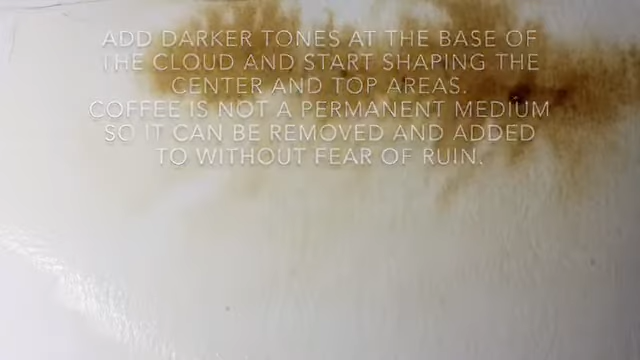 ADD DARKER TONES AT THE BASE OF
THE CLOUD AND START SHAPING THE
CENTER AND TOP AREAS.
COFFEE IS NOT A PERMANENT MEDIUM
SO IT CAN BE REMOVED AND ADDED
TO WITHOUT FEAR OF RUIN.